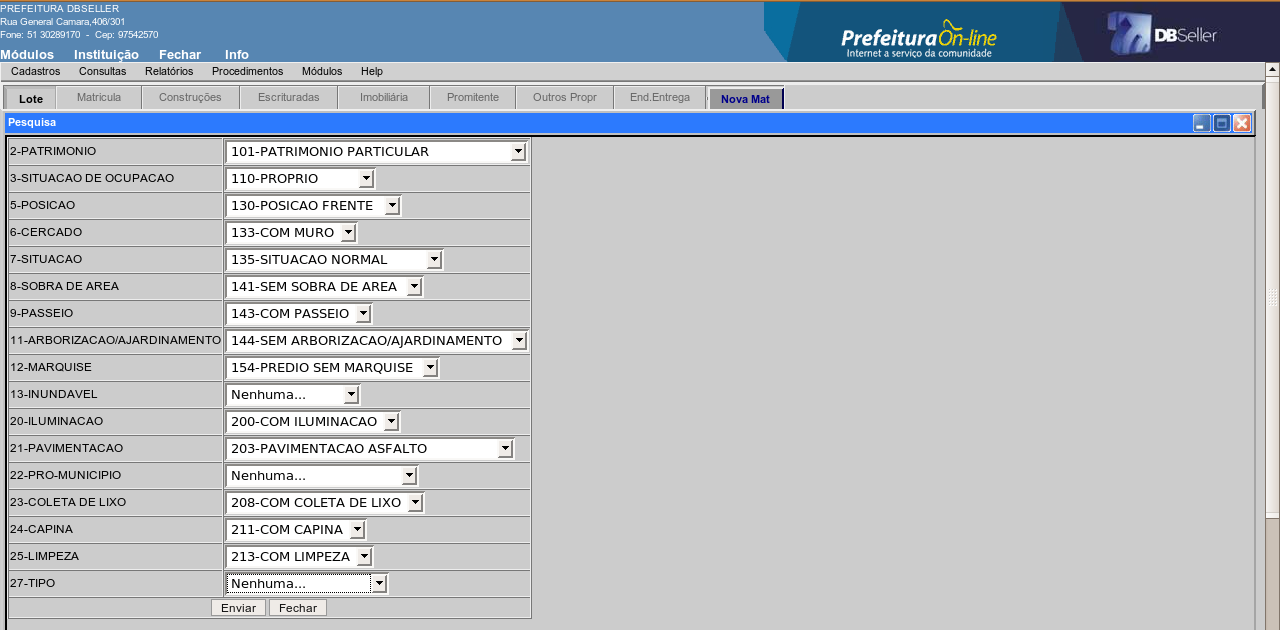 PREFEITURA DBSELLER
Rua General Camara,406/301
Fone: 51 30289170 - Cep: 97542570
PrefeituraOn-line
Internet a serviço da comunidade
DBSeller
Módulos Instituição Fechar Info
Cadastros Consultas Relatórios Procedimentos Módulos Help
Lote Matricula Construções Escrituradas Imobiliária Promitente Outros Propr End.Entrega Nova Mat
Pesquisa
2-PATRIMONIO 101-PATRIMONIO PARTICULAR
3-SITUACAO DE OCUPACAO 110-PROPRIO
5-POSICAO 130-POSICAO FRENTE
6-CERCADO 133-COM MURO
7-SITUACAO 135-SITUACAO NORMAL
8-SOBRA DE AREA 141-SEM SOBRA DE AREA
9-PASSEIO 143-COM PASSEIO
11-ARBORIZACAO/AJARDINAMENTO 144-SEM ARBORIZACAO/AJARDINAMENTO
12-MARQUISE 154-PREDIO SEM MARQUISE
13-INUNDAVEL Nenhuma...
20-ILUMINACAO 200-COM ILUMINACAO
21-PAVIMENTACAO 203-PAVIMENTACAO ASFALTO
22-PRO-MUNICIPIO Nenhuma...
23-COLETA DE LIXO 208-COM COLETA DE LIXO
24-CAPINA 211-COM CAPINA
25-LIMPEZA 213-COM LIMPEZA
27-TIPO Nenhuma...
Enviar Fechar